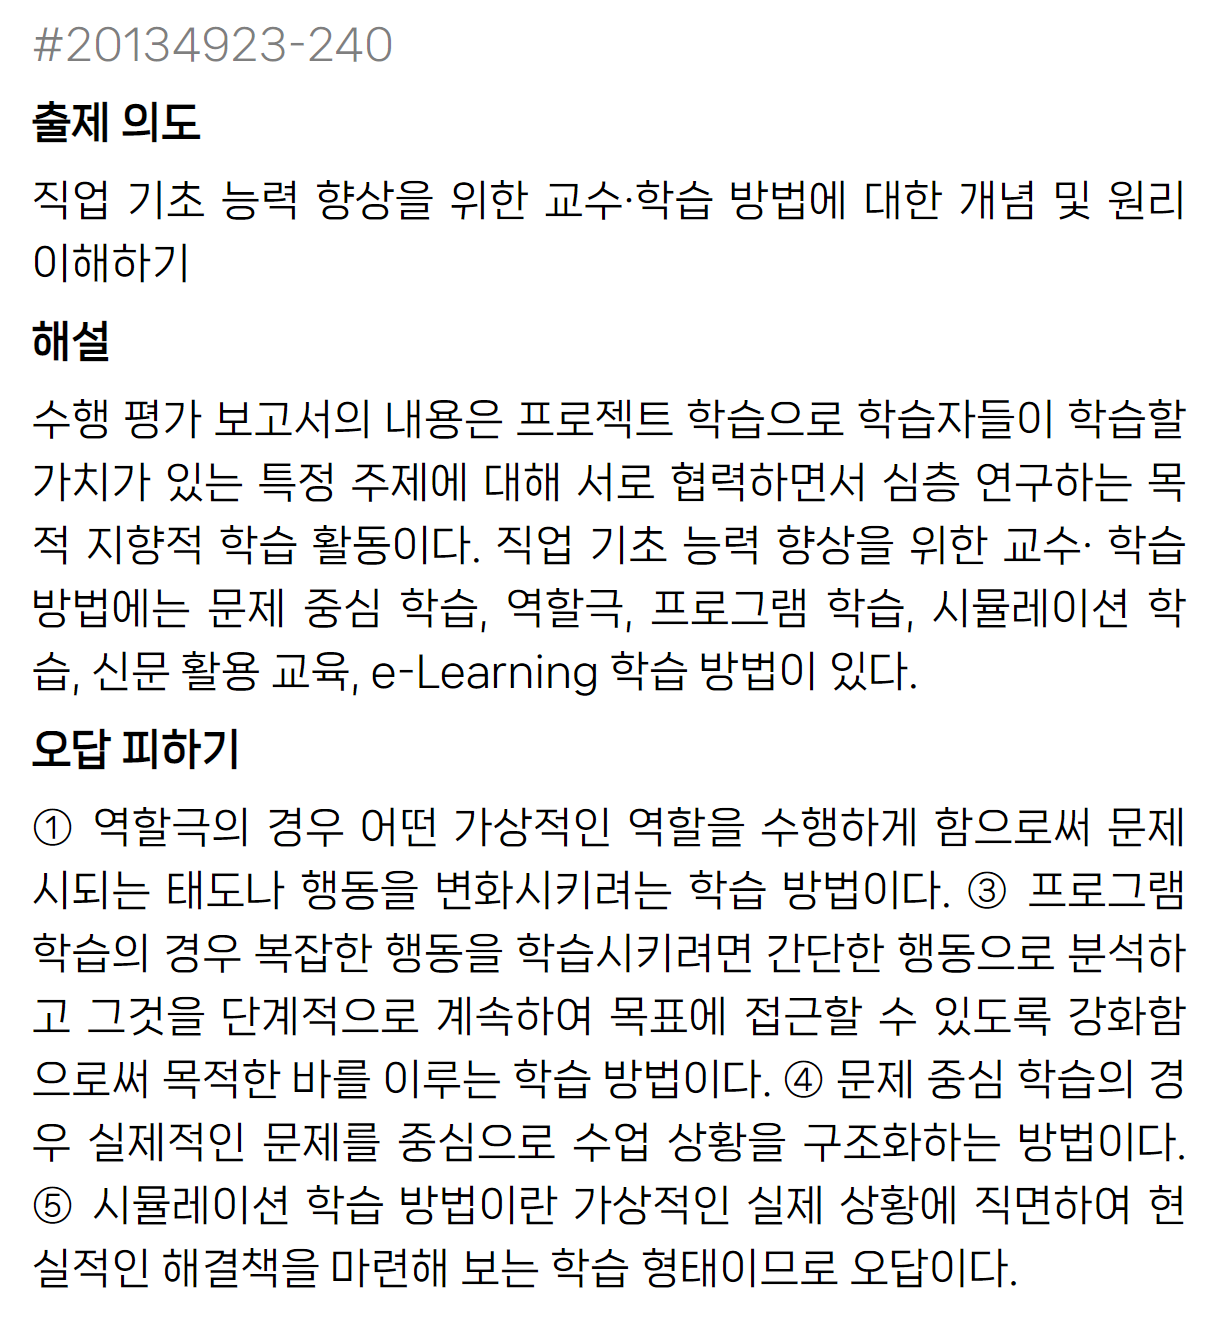 #20134923-240
출제 의도
직업 기초 능력 향상을 위한 교수·학습 방법에 대한 개념 및 원리
이해하기
해설
수행 평가 보고서의 내용은 프로젝트 학습으로 학습자들이 학습할
가치가 있는 특정 주제에 대해 서로 협력하면서 심층 연구하는 목
적 지향적 학습 활동이다. 직업 기초 능력 향상을 위한 교수· 학습
방법에는 문제 중심 학습, 역할극, 프로그램 학습, 시뮬레이션 학
습, 신문 활용 교육, e-Learning 학습 방법이 있다.
오답 피하기
① 역할극의 경우 어떤 가상적인 역할을 수행하게 함으로써 문제
시되는 태도나 행동을 변화시키려는 학습 방법이다. ③ 프로그램
학습의 경우 복잡한 행동을 학습시키려면 간단한 행동으로 분석하
고 그것을 단계적으로 계속하여 목표에 접근할 수 있도록 강화함
으로써 목적한 바를 이루는 학습 방법이다. ④ 문제 중심 학습의 경
우 실제적인 문제를 중심으로 수업 상황을 구조화하는 방법이다.
⑤ 시뮬레이션 학습 방법이란 가상적인 실제 상황에 직면하여 현
실적인 해결책을 마련해 보는 학습 형태이므로 오답이다.